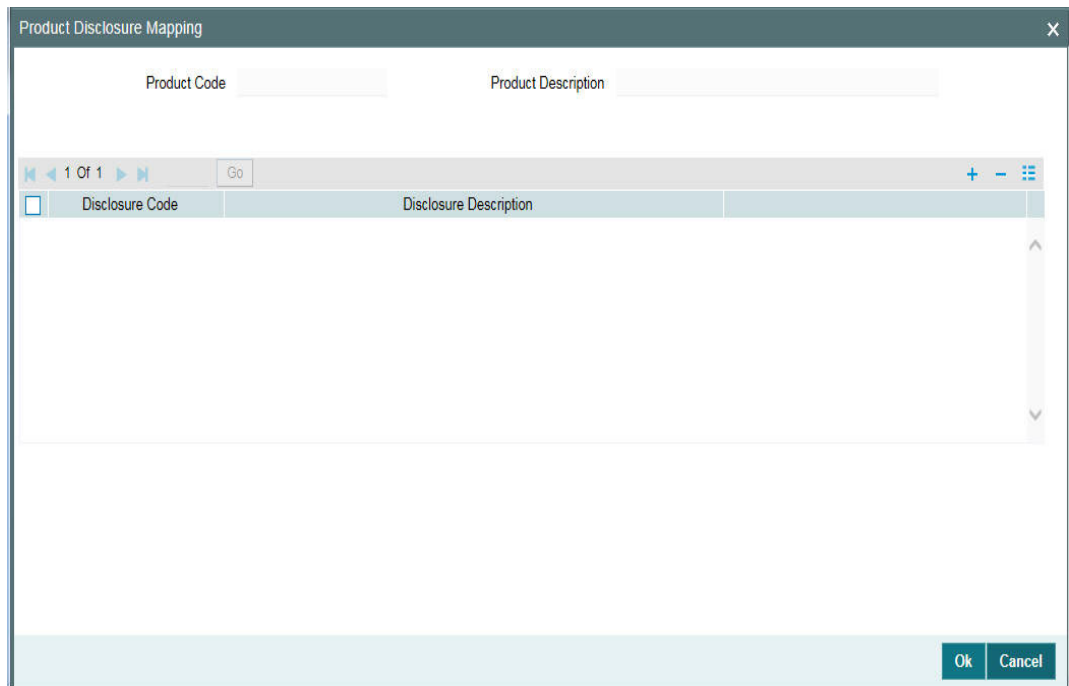 Product Disclosure Mapping X
Product Code Product Description
1 Of 1 Go + -
Disclosure Code Disclosure Description
Ok Cancel